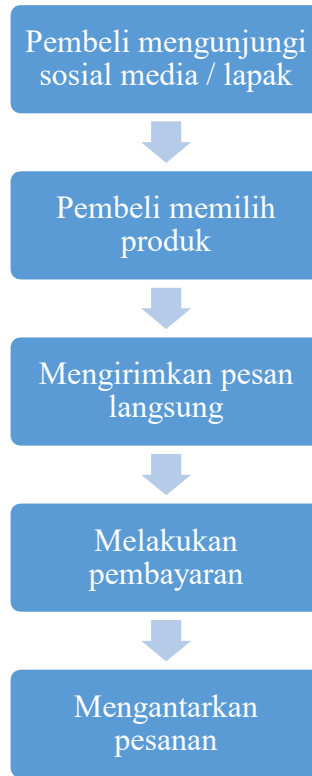 Pembeli mengunjungi
sosial media / lapak
Pembeli memilih
produk
Mengirimkan pesan
langsung
Melakukan
pembayaran
Mengantarkan
pesanan